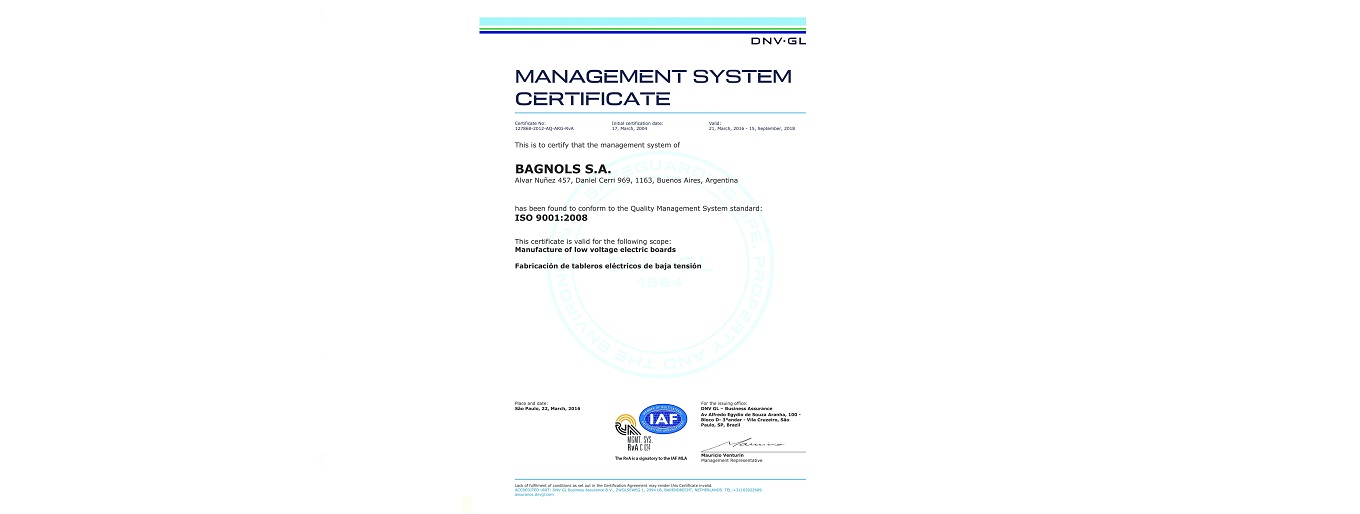 DNV·GL
MANAGEMENT SYSTEM
CERTIFICATE
Certificate No:
127868-2012-AQ-ARG-RvA
Initial certification date:
17, March, 2004
Valid:
21, March, 2016 - 15, September, 2018
This is to certify that the management system of
BAGNOLS S.A.
Alvar Nuñez 457, Daniel Cerri 969, 1163, Buenos Aires, Argentina
has been found to conform to the Quality Management System standard:
ISO 9001:2008
This certificate is valid for the following scope:
Manufacture of low voltage electric boards
Fabricación de tableros eléctricos de baja tensión
1864
PROPERTY AND THE
Place and date:
São Paulo, 22, March, 2016
IAF
MGMT. SYS.
RvA C 024
The RvA is a signatory to the IAF MLA
For the issuing office:
DNV GL – Business Assurance
Av Alfredo Egydio de Souza Aranha, 100 -
Bloco D- 3°andar - Vila Cruzeiro, São
Paulo, SP, Brazil
Mauricio Venturin
Management Representative
Lack of fulfilment of conditions as set out in the Certification Agreement may render this Certificate invalid.
ACCREDITED UNIT: DNV GL Business Assurance B.V., ZWOLSEWEG 1, 2994 LB, BARENDRECHT, NETHERLANDS. TEL:+31102922689.
assurance.dnvgl.com